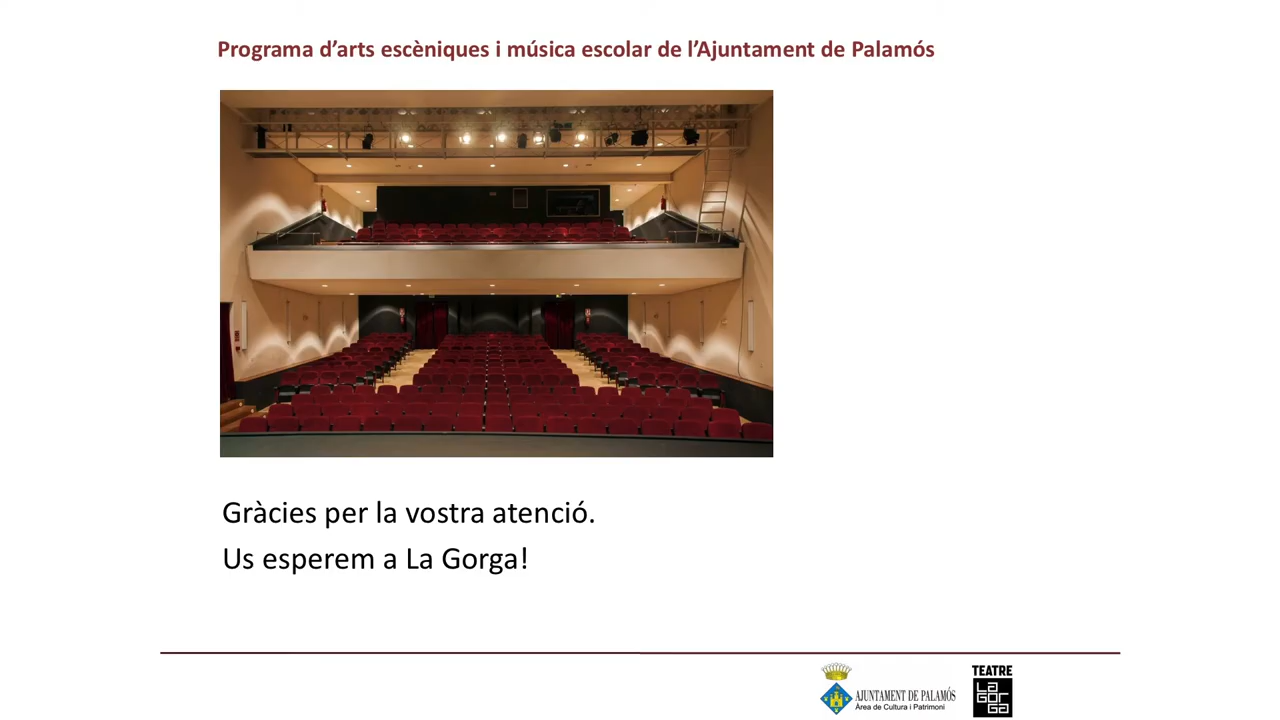 Programa d’arts escèniques i música escolar de l’Ajuntament de Palamós
Gràcies per la vostra atenció.
Us esperem a La Gorga!
AJUNTAMENT DE PALAMÓS
Àrea de Cultura i Patrimoni
TEATRE
LA
GOR
GA